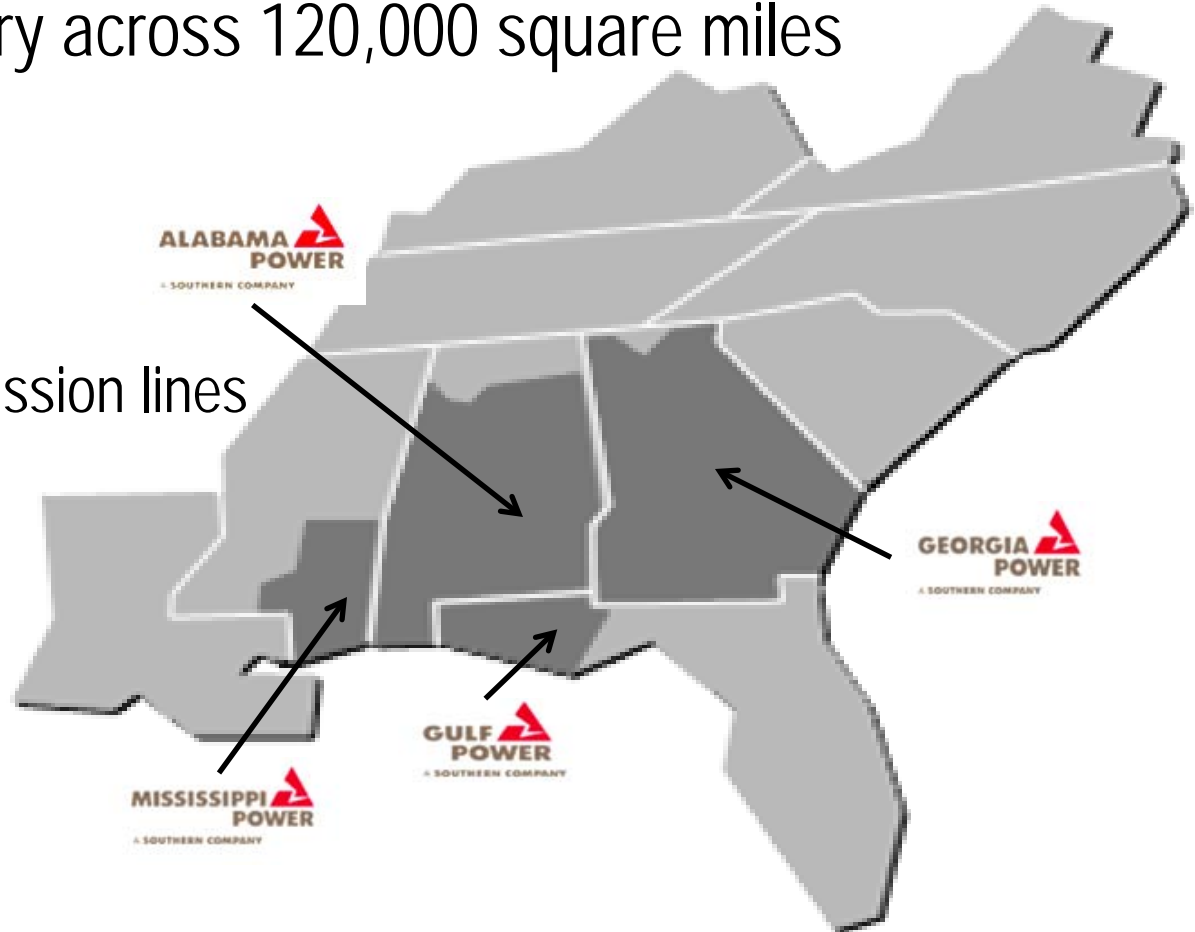 ry across 120,000 square miles
ALABAMA
POWER
A SOUTHERN COMPANY
ssion lines
GEORGIA
POWER
A SOUTHERN COMPANY
GULF
POWER
A SOUTHERN COMPANY
MISSISSIPPI
POWER
A SOUTHERN COMPANY